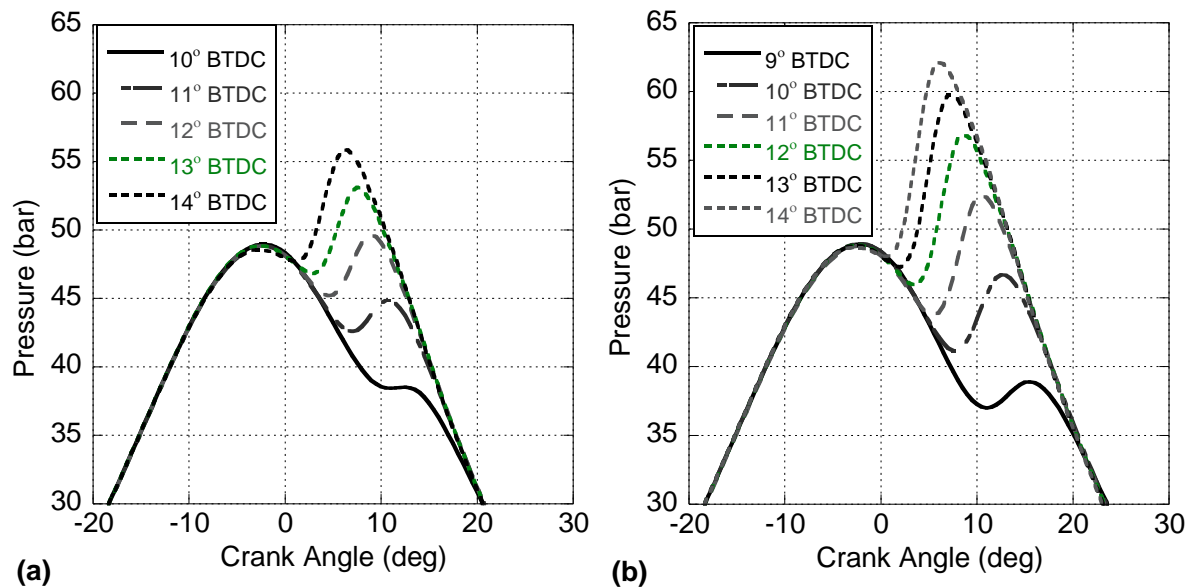 65
60
55
50
45
40
35
30
Pressure (bar)
10° BTDC
11° BTDC
12° BTDC
13° BTDC
14° BTDC
-20 -10 0 10 20 30
Crank Angle (deg)
(a)
65
60
55
50
45
40
35
30
Pressure (bar)
9° BTDC
10° BTDC
11° BTDC
12° BTDC
13° BTDC
14° BTDC
-20 -10 0 10 20 30
Crank Angle (deg)
(b)